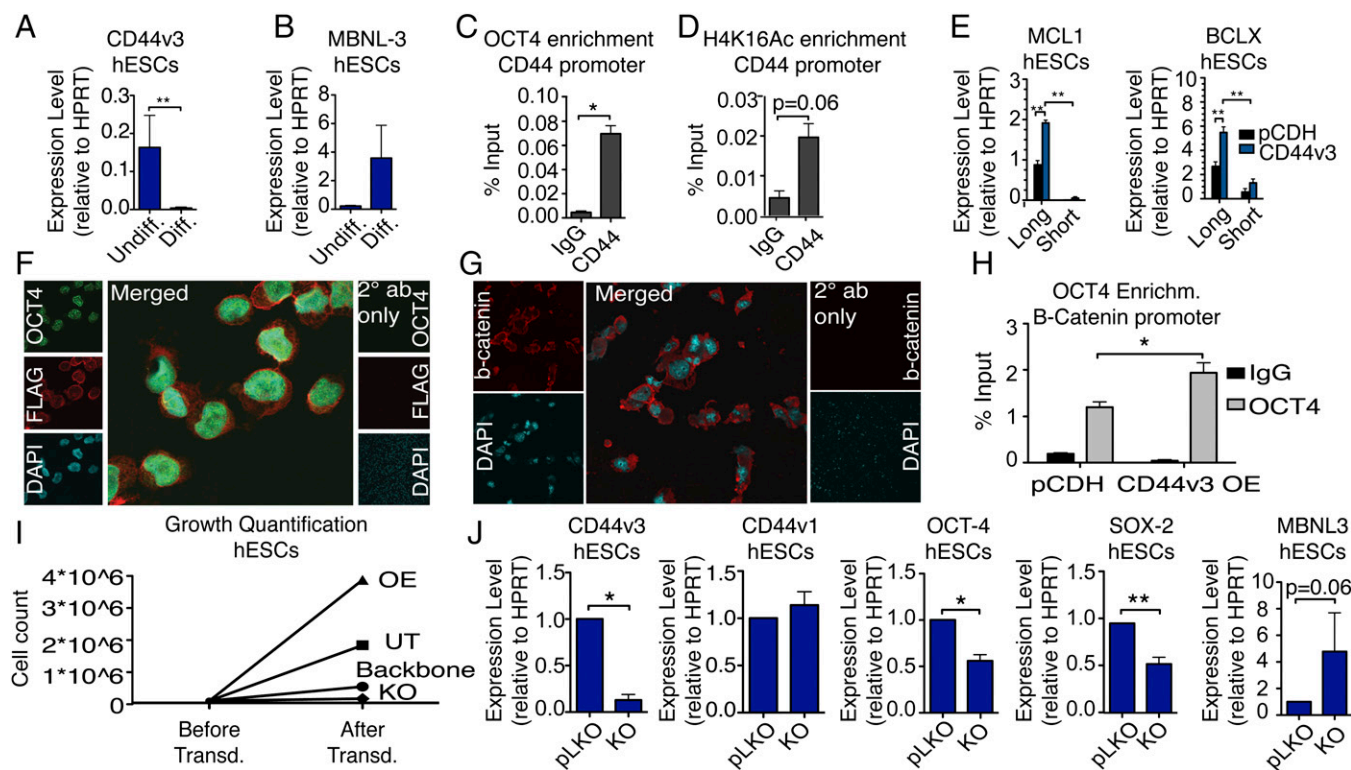 A
CD44v3
hESCs
Expression Level
(relative to HPRT)
0.3
0.2
0.1
0.0
**
Undiff.
Diff.
B
MBNL-3
hESCs
Expression Level
(relative to HPRT)
8
6
4
2
0
Undiff.
Diff.
C
OCT4 enrichment
CD44 promoter
% Input
0.10
0.08
0.06
0.04
0.02
0.00
*
IgG
CD44
D
H4K16Ac enrichment
CD44 promoter
% Input
0.03
0.02
0.01
0.00
p=0.06
IgG
CD44
E
MCL1
hESCs
Expression Level
(relative to HPRT)
2
1
0
**
**
Long
Short
BCLX
hESCs
Expression Level
(relative to HPRT)
10
8
6
4
2
0
**
**
Long
Short
pCDH
CD44v3
F
OCT4
FLAG
DAPI
Merged
2° ab
only
OCT4
FLAG
DAPI
G
b-catenin
DAPI
Merged
2° ab
only
b-catenin
DAPI
H
OCT4 Enrichm.
B-Catenin promoter
% Input
3
2
1
0
*
IgG
OCT4
pCDH
CD44v3 OE
I
Growth Quantification
hESCs
Cell count
4*10^6
3*10^6
2*10^6
1*10^6
0
OE
UT
Backbone
KO
Before
Transd.
After
Transd.
J
CD44v3
hESCs
Expression Level
(relative to HPRT)
1.5
1.0
0.5
0.0
*
pLKO
KO
CD44v1
hESCs
Expression Level
(relative to HPRT)
1.5
1.0
0.5
0.0
pLKO
KO
OCT-4
hESCs
Expression Level
(relative to HPRT)
1.5
1.0
0.5
0.0
*
pLKO
KO
SOX-2
hESCs
Expression Level
(relative to HPRT)
1.5
1.0
0.5
0.0
**
pLKO
KO
MBNL3
hESCs
Expression Level
(relative to HPRT)
10
8
6
4
2
0
p=0.06
pLKO
KO